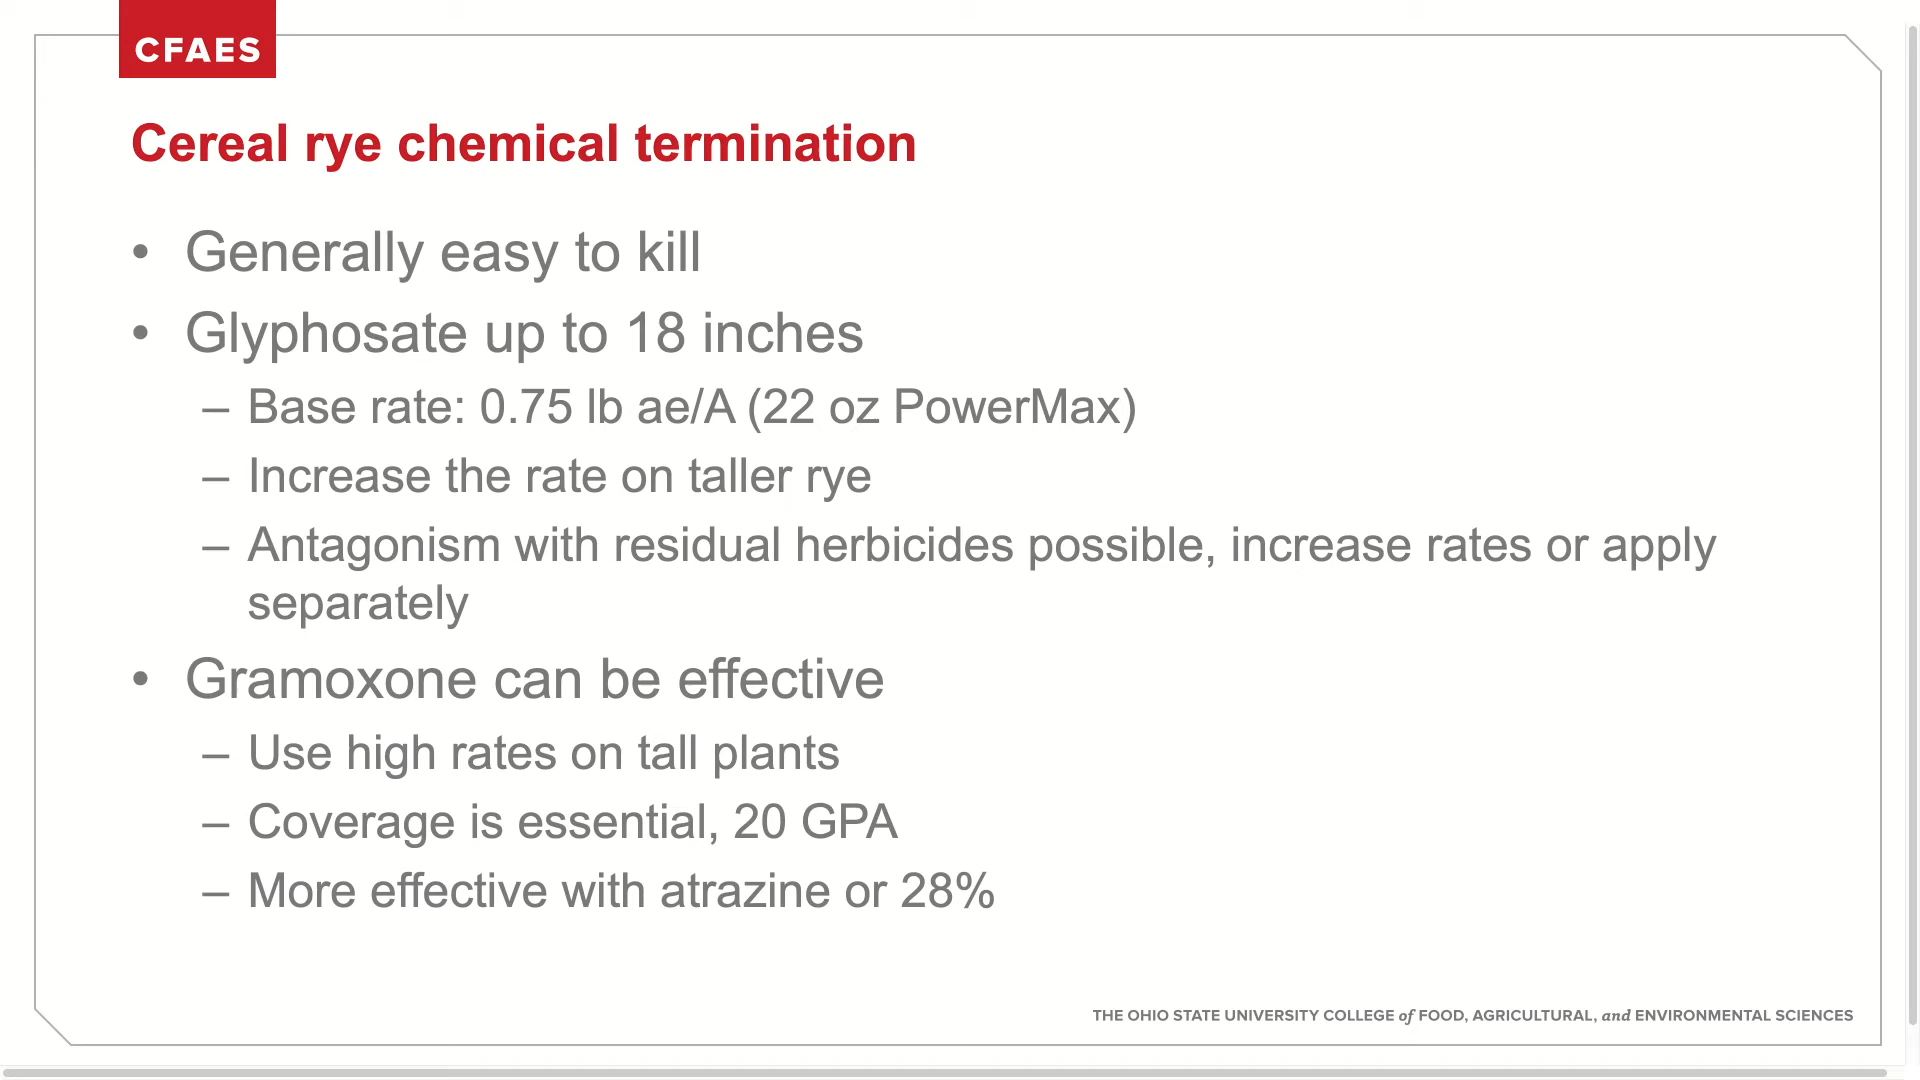 CFAES
Cereal rye chemical termination
• Generally easy to kill
• Glyphosate up to 18 inches
– Base rate: 0.75 lb ae/A (22 oz PowerMax)
– Increase the rate on taller rye
– Antagonism with residual herbicides possible, increase rates or apply
separately
• Gramoxone can be effective
– Use high rates on tall plants
– Coverage is essential, 20 GPA
– More effective with atrazine or 28%
THE OHIO STATE UNIVERSITY COLLEGE of FOOD, AGRICULTURAL, and ENVIRONMENTAL SCIENCES